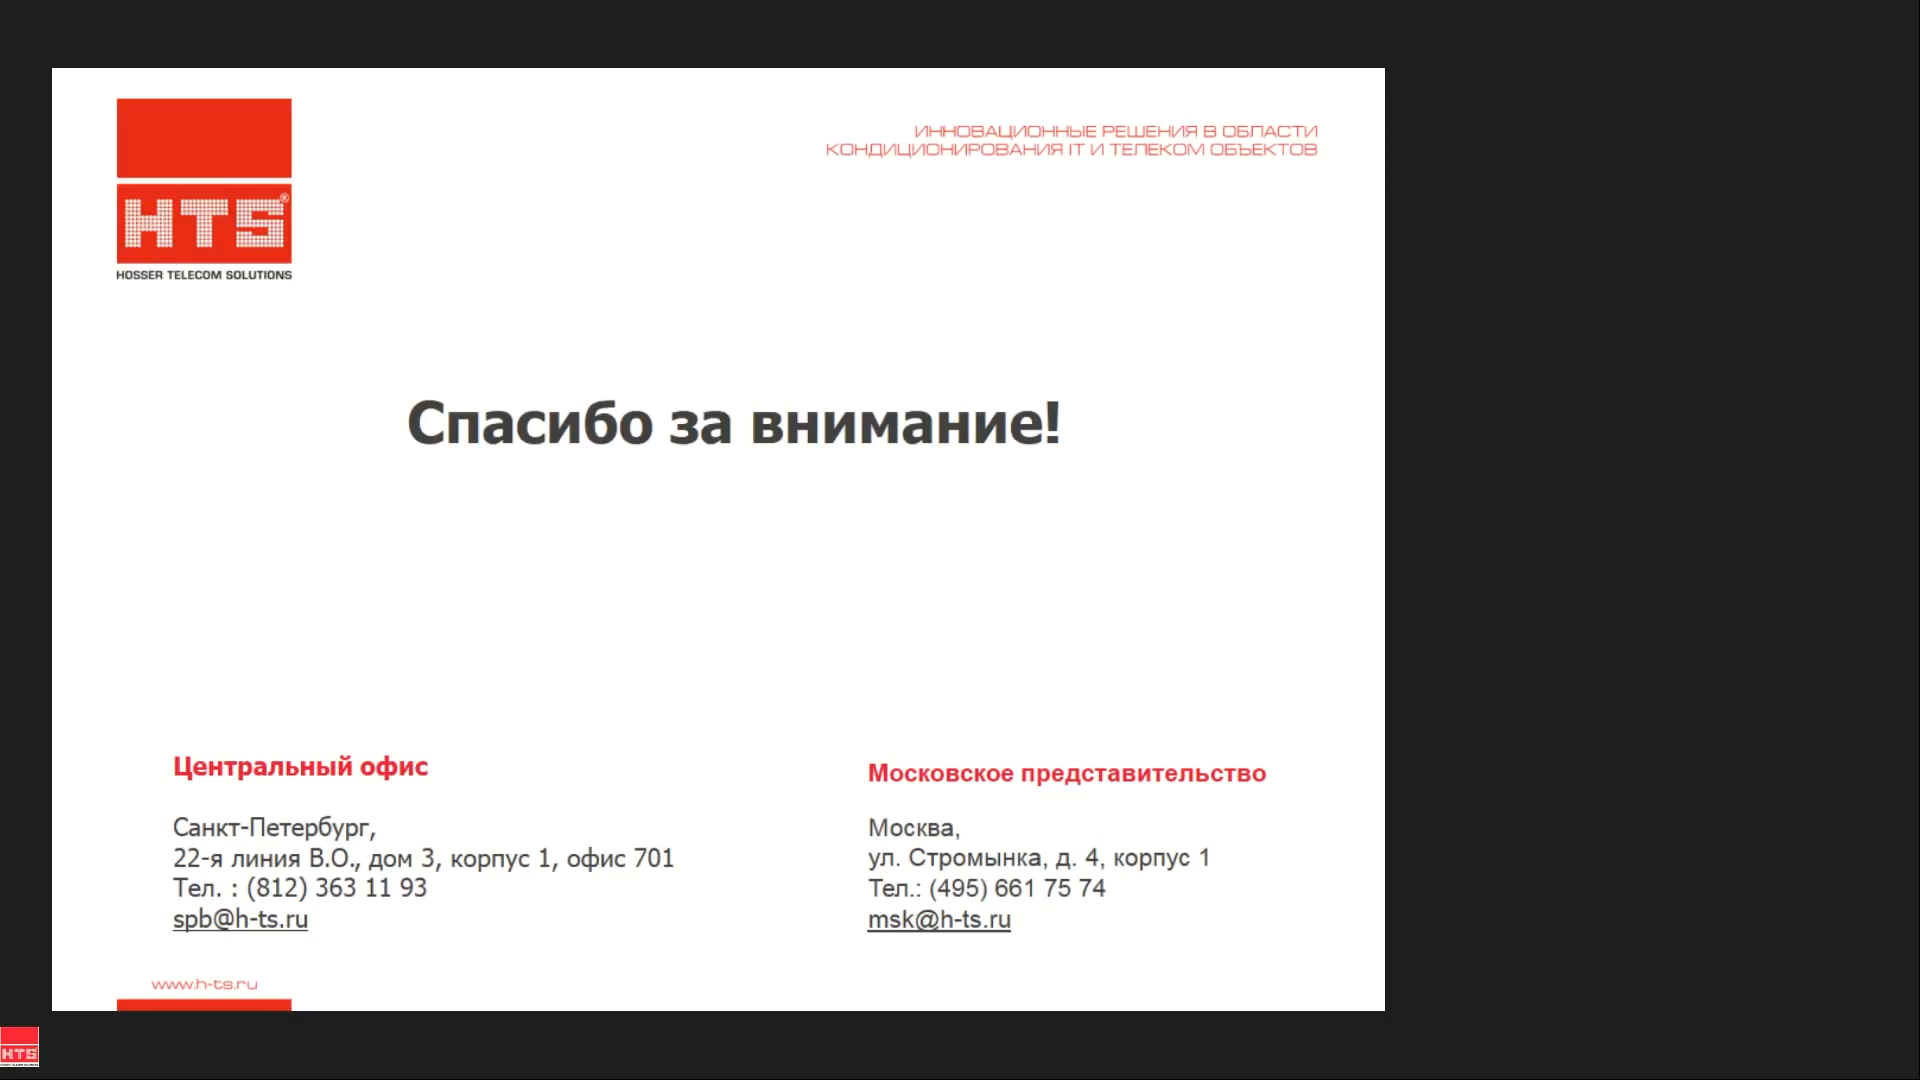 ИННОВАЦИОННЫЕ РЕШЕНИЯ В ОБЛАСТИ
КОНДИЦИОНИРОВАНИЯ IT И ТЕЛЕКОМ ОБЪЕКТОВ
HTS®
HOSSER TELECOM SOLUTIONS
Спасибо за внимание!
Центральный офис
Санкт-Петербург,
22-я линия В.О., дом 3, корпус 1, офис 701
Тел. : (812) 363 11 93
spb@h-ts.ru
Московское представительство
Москва,
ул. Стромынка, д. 4, корпус 1
Тел.: (495) 661 75 74
msk@h-ts.ru
www.h-ts.ru
HTS